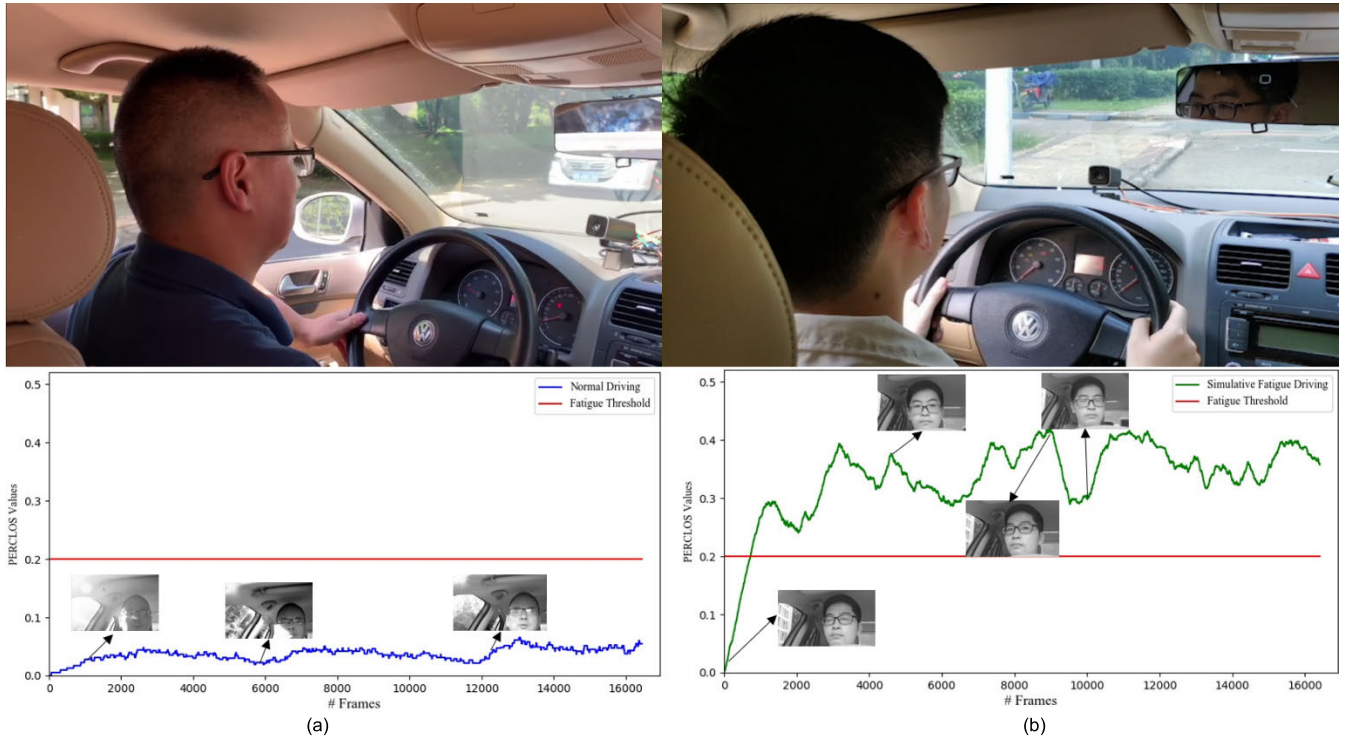 0.5
Normal Driving
Fatigue Threshold
0.4
0.3
0.2
0.1
0.0
PERCLOS Values
0 2000 4000 6000 8000 10000 12000 14000 16000
# Frames
(a)
0.5
Simulative Fatigue Driving
Fatigue Threshold
0.4
0.3
0.2
0.1
0.0
PERCLOS Values
0 2000 4000 6000 8000 10000 12000 14000 16000
# Frames
(b)